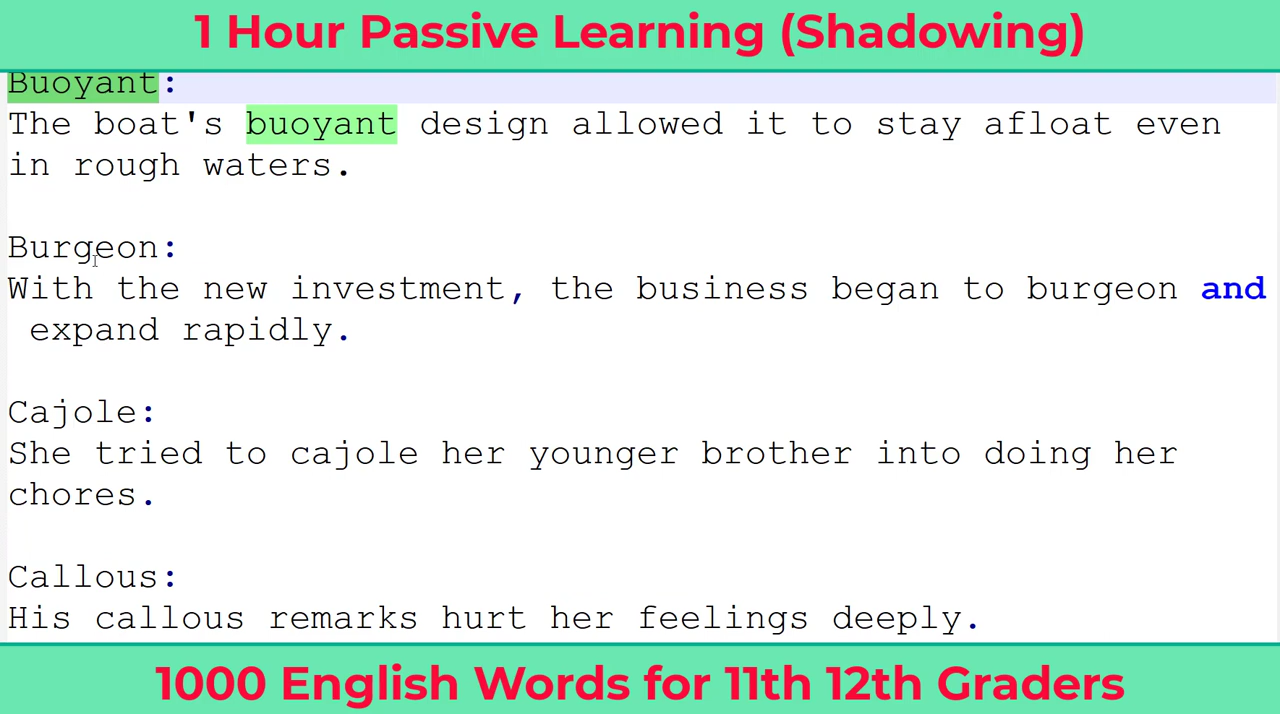 1 Hour Passive Learning (Shadowing)
Buoyant:
The boat's buoyant design allowed it to stay afloat even
in rough waters.
Burgeon:
With the new investment, the business began to burgeon and
expand rapidly.
Cajole:
She tried to cajole her younger brother into doing her
chores.
Callous:
His callous remarks hurt her feelings deeply.
1000 English Words for 11th 12th Graders